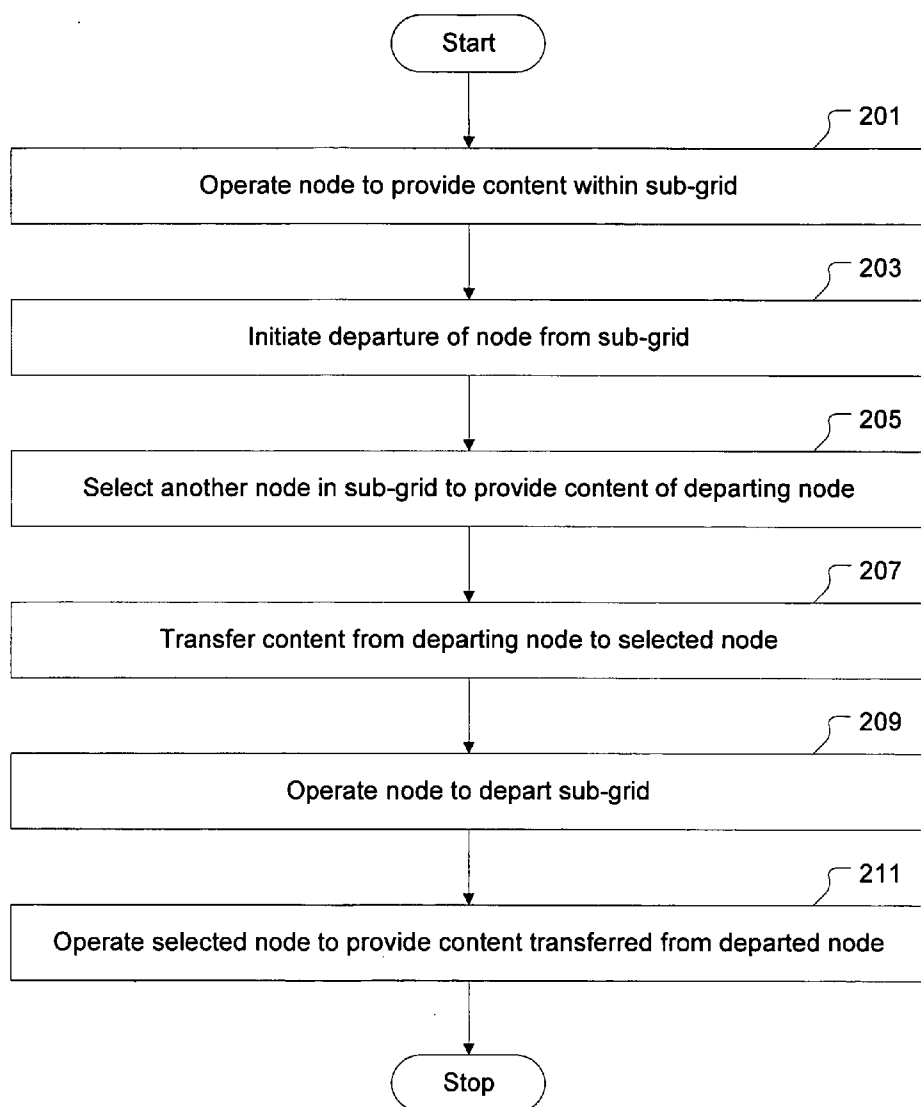 Start
201
Operate node to provide content within sub-grid
203
Initiate departure of node from sub-grid
205
Select another node in sub-grid to provide content of departing node
207
Transfer content from departing node to selected node
209
Operate node to depart sub-grid
211
Operate selected node to provide content transferred from departed node
Stop